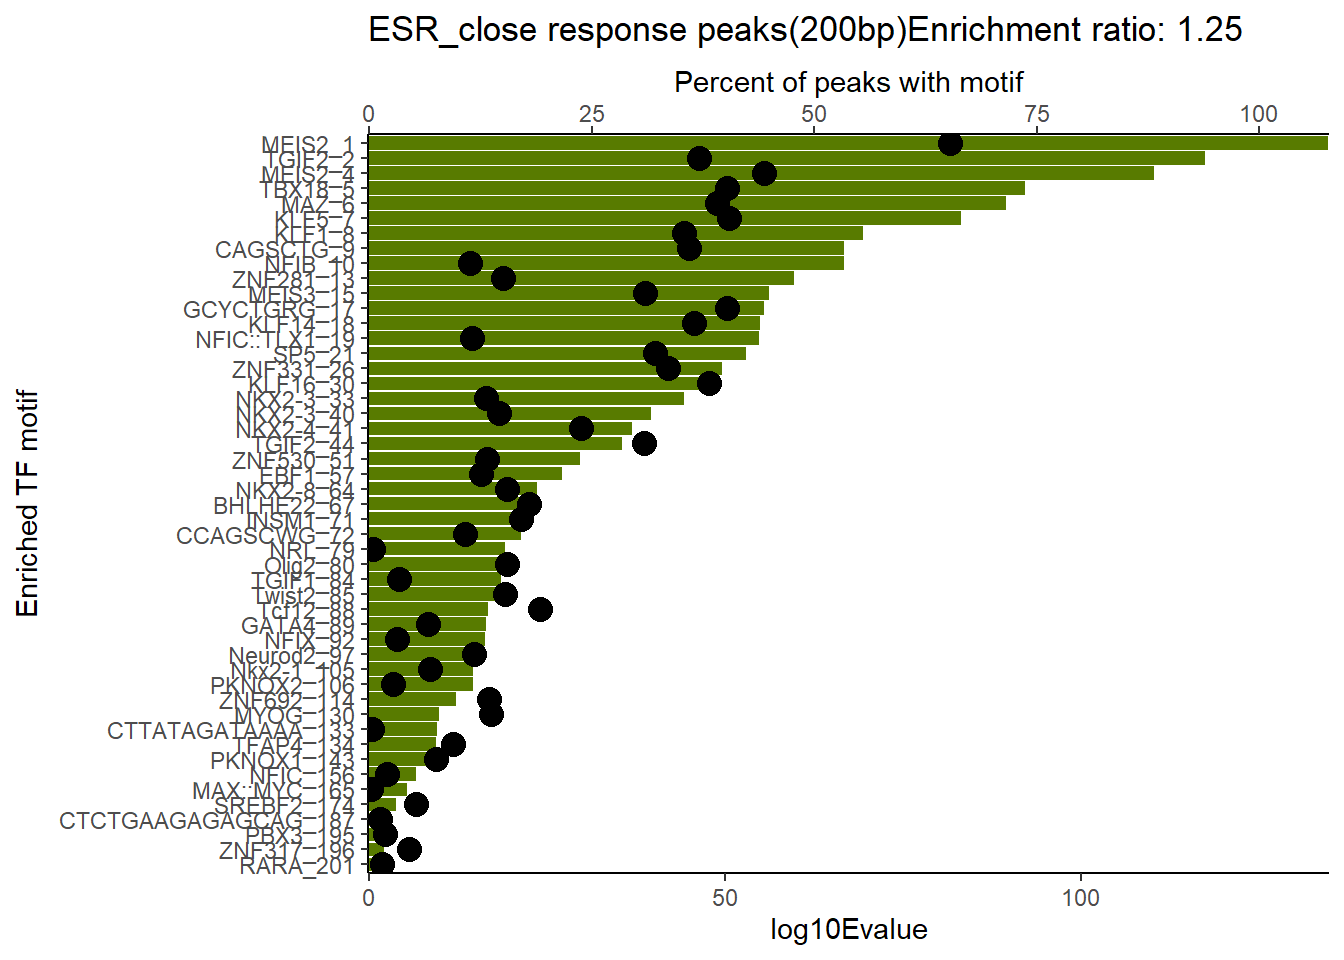 ESR_close response peaks(200bp)Enrichment ratio: 1.25
Percent of peaks with motif
0 25 50 75 100
MEIS2_1
TGIF2_2
MEIS2_4
TBX18_5
MAZ_6
KLF5_7
KLF1_8
CAGSCTG_9
NFIB_10
ZNF281_13
MEIS3_15
GCYCTGRG_17
KLF14_18
NFIC::TLX1_19
SP5_21
ZNF331_26
KLF16_30
NKX2-3_33
NKX2-3_40
NKX2-4_41
TGIF2_44
ZNF530_51
EBF1_57
NKX2-8_64
BHLHE22_67
INSM1_71
CCAGSCWG_72
NRL_79
Olig2_80
TGIF1_84
Twist2_85
Tcf12_88
GATA4_89
NFIX_92
Neurod2_97
Nkx2-1_105
PKNOX2_106
ZNF692_114
MYOG_130
CTTATAGATAAAA_133
TFAP4_134
PKNOX1_143
NFIC_156
MAX::MYC_165
SREBF2_174
CTCTGAAGAGAGCAG_187
PBX3_195
ZNF317_196
RARA_201
Enriched TF motif
0 50 100
log10Evalue